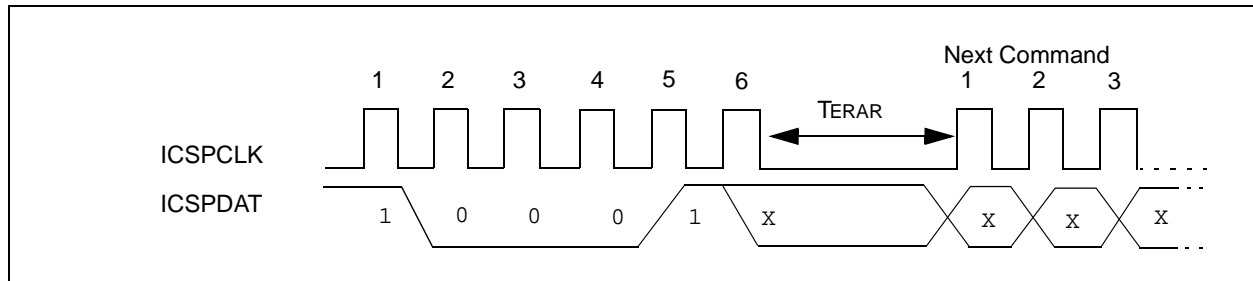 Next Command
1 2 3 4 5 6 1 2 3
TERAR
ICSPCLK
ICSPDAT
1 0 0 0 1 x x x x